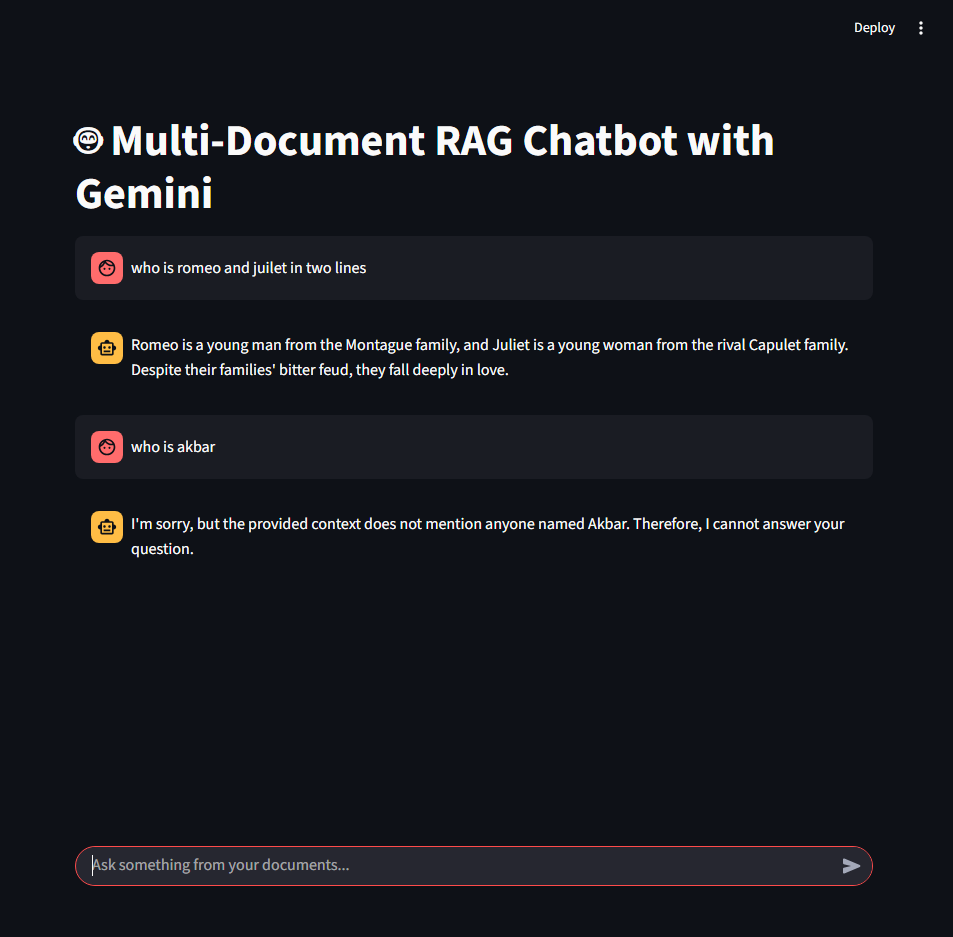 Deploy
Multi-Document RAG Chatbot with
Gemini
who is romeo and juilet in two lines
Romeo is a young man from the Montague family, and Juliet is a young woman from the rival Capulet family.
Despite their families' bitter feud, they fall deeply in love.
who is akbar
I'm sorry, but the provided context does not mention anyone named Akbar. Therefore, I cannot answer your
question.
Ask something from your documents...